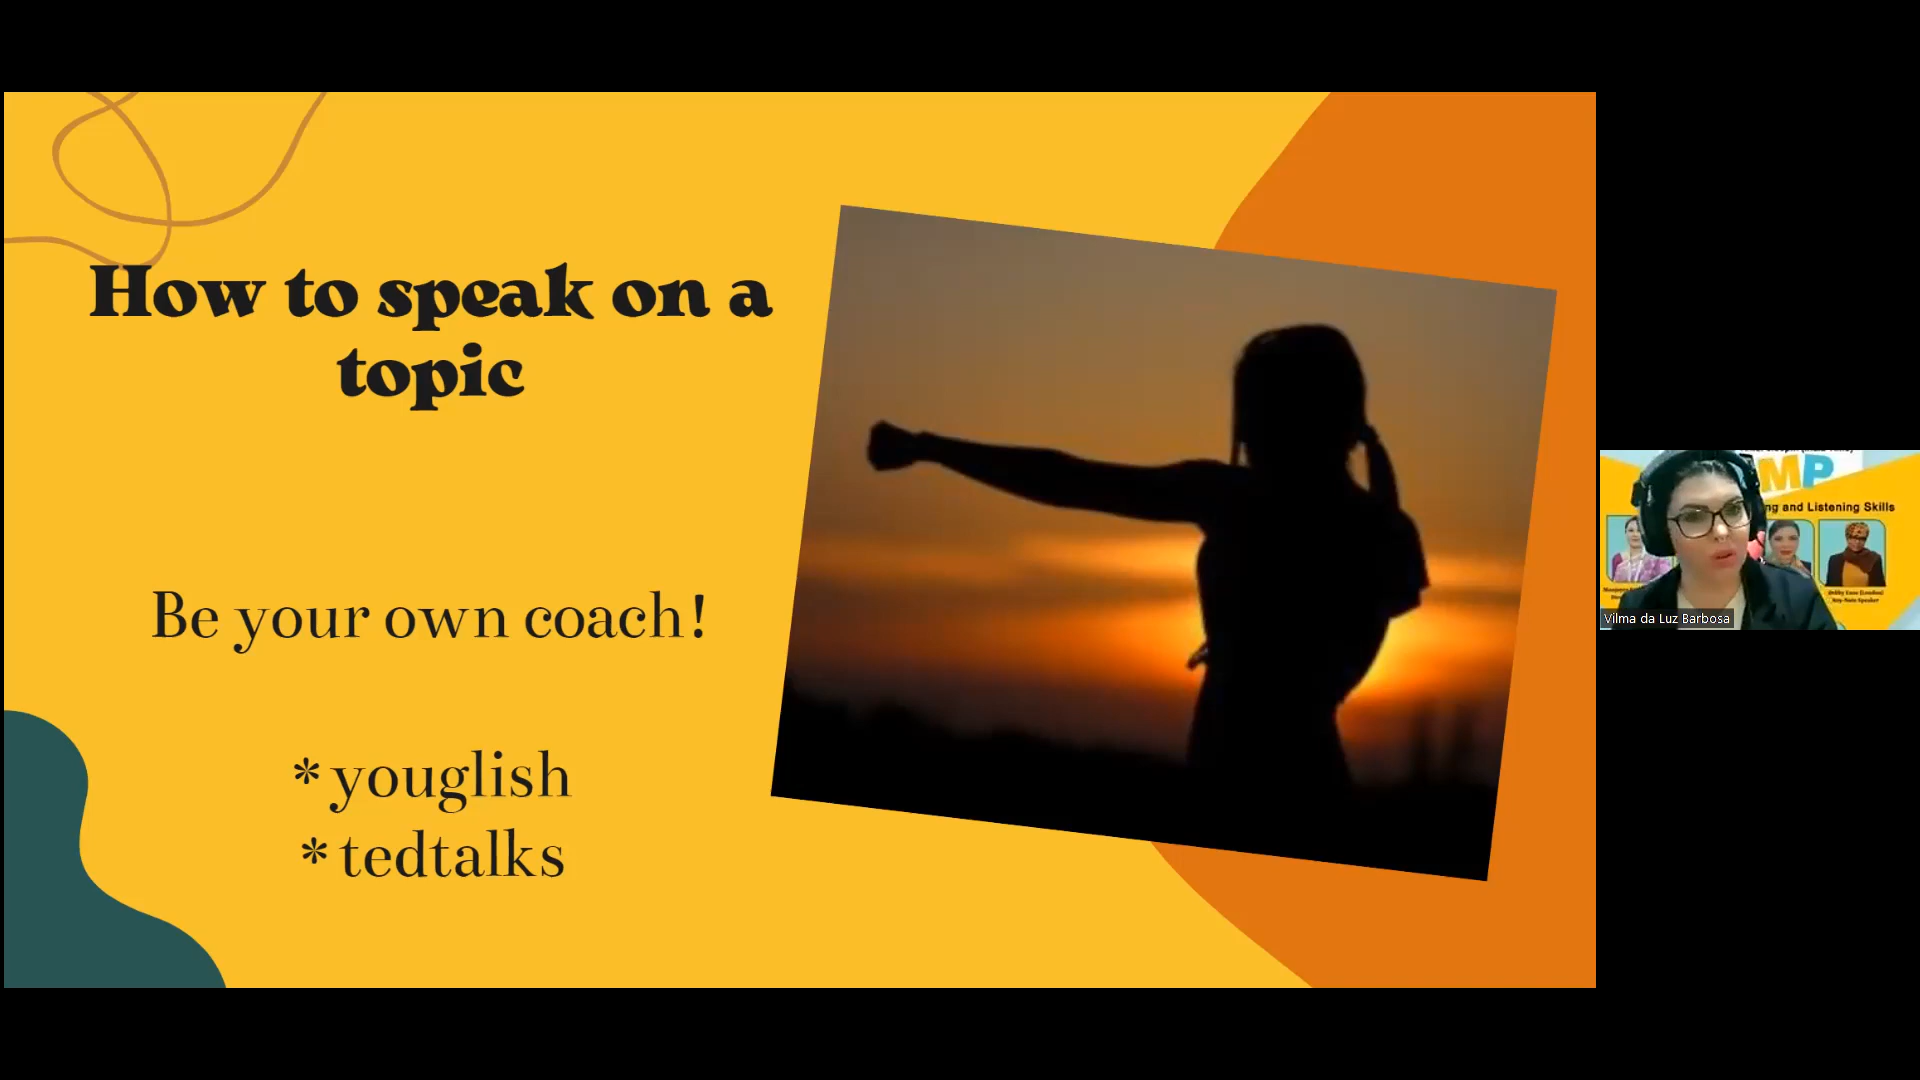 How to speak on a
topic
Be your own coach!
*youglish
*tedtalks
MP
ng and Listening Skills
Vilma da Luz Barbosa